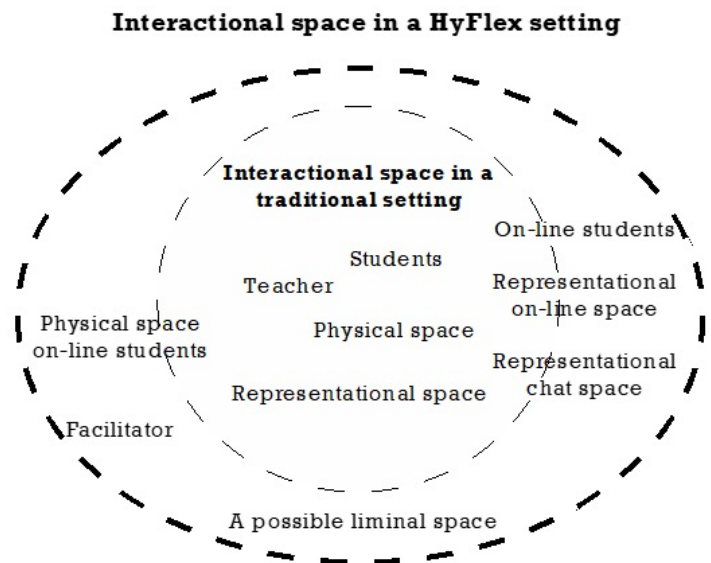 Interactional space in a HyFlex setting
Interactional space in a
traditional setting
On-line students
Students
Teacher
Representational
on-line space
Physical space
on-line students
Physical space
Representational
chat space
Representational space
Facilitator
A possible liminal space